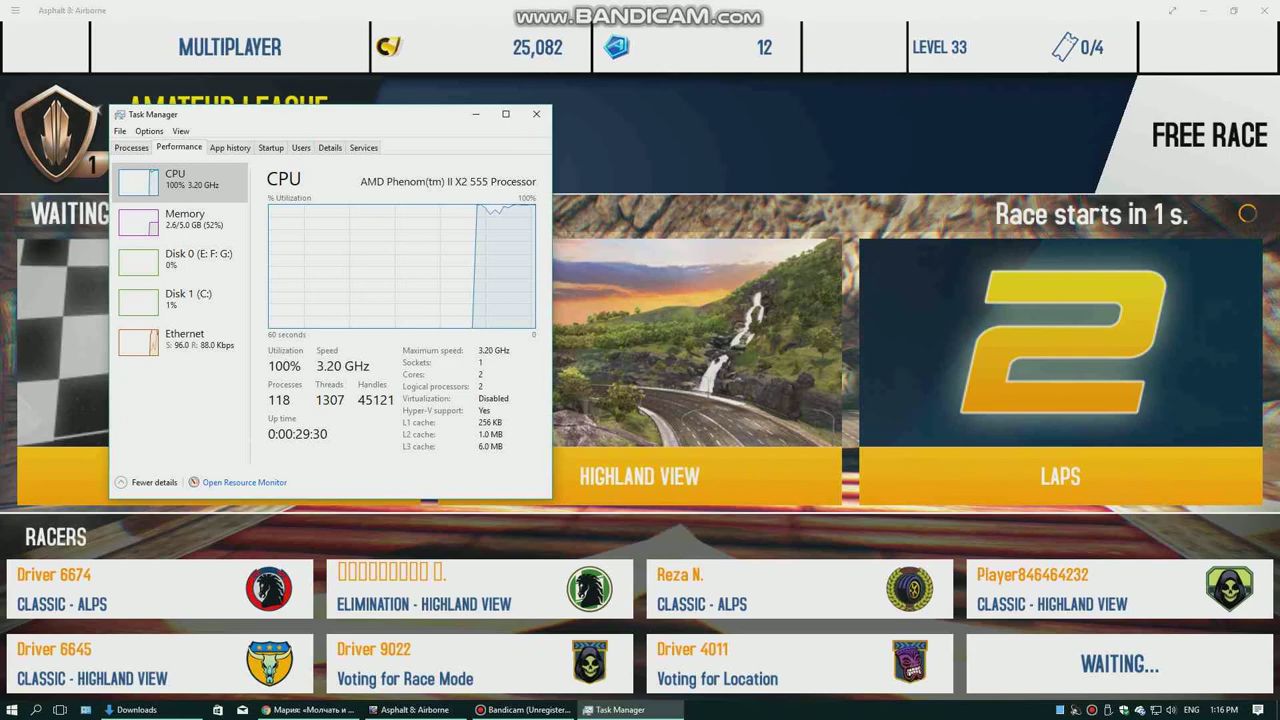 Asphalt 8: Airborne
www.BANDICAM.com
MULTIPLAYER
25,082
12
LEVEL 33
0/4
AMATEUR LEAGUE
1
FREE RACE
Task Manager
File Options View
Processes Performance App history Startup Users Details Services
CPU
100% 3.20 GHz
Memory
2.6/5.0 GB (52%)
Disk 0 (E: F: G:)
0%
Disk 1 (C:)
1%
Ethernet
S: 96.0 R: 88.0 Kbps
CPU
AMD Phenom(tm) II X2 555 Processor
% Utilization
100%
60 seconds
0
Utilization Speed
100% 3.20 GHz
Processes Threads Handles
118 1307 45121
Up time
0:00:29:30
Maximum speed: 3.20 GHz
Sockets: 1
Cores: 2
Logical processors: 2
Virtualization: Disabled
Hyper-V support: Yes
L1 cache: 256 KB
L2 cache: 1.0 MB
L3 cache: 6.0 MB
Fewer details
Open Resource Monitor
WAITING
Race starts in 1 s.
2
HIGHLAND VIEW
LAPS
RACERS
Driver 6674
CLASSIC - ALPS
ELIMINATION - HIGHLAND VIEW
Reza N.
CLASSIC - ALPS
Player846464232
CLASSIC - HIGHLAND VIEW
Driver 6645
CLASSIC - HIGHLAND VIEW
Driver 9022
Voting for Race Mode
Driver 4011
Voting for Location
WAITING...
Downloads
Мария: «Молчать и ...
Asphalt 8: Airborne
Bandicam (Unregister...
Task Manager
1:16 PM